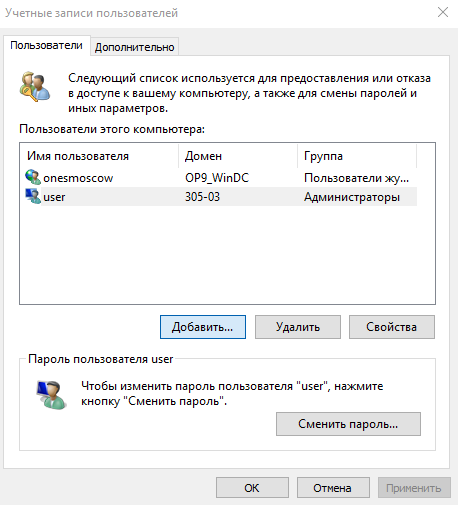 Учетные записи пользователей
Пользователи
Дополнительно
Следующий список используется для предоставления или отказа
в доступе к вашему компьютеру, а также для смены паролей и
иных параметров.
Пользователи этого компьютера:
Имя пользователя Домен Группа
onesmoscow OP9_WinDC Пользователи жу...
user 305-03 Администраторы
Добавить... Удалить Свойства
Пароль пользователя user
Чтобы изменить пароль пользователя "user", нажмите
кнопку "Сменить пароль".
Сменить пароль...
OK Отмена Применить